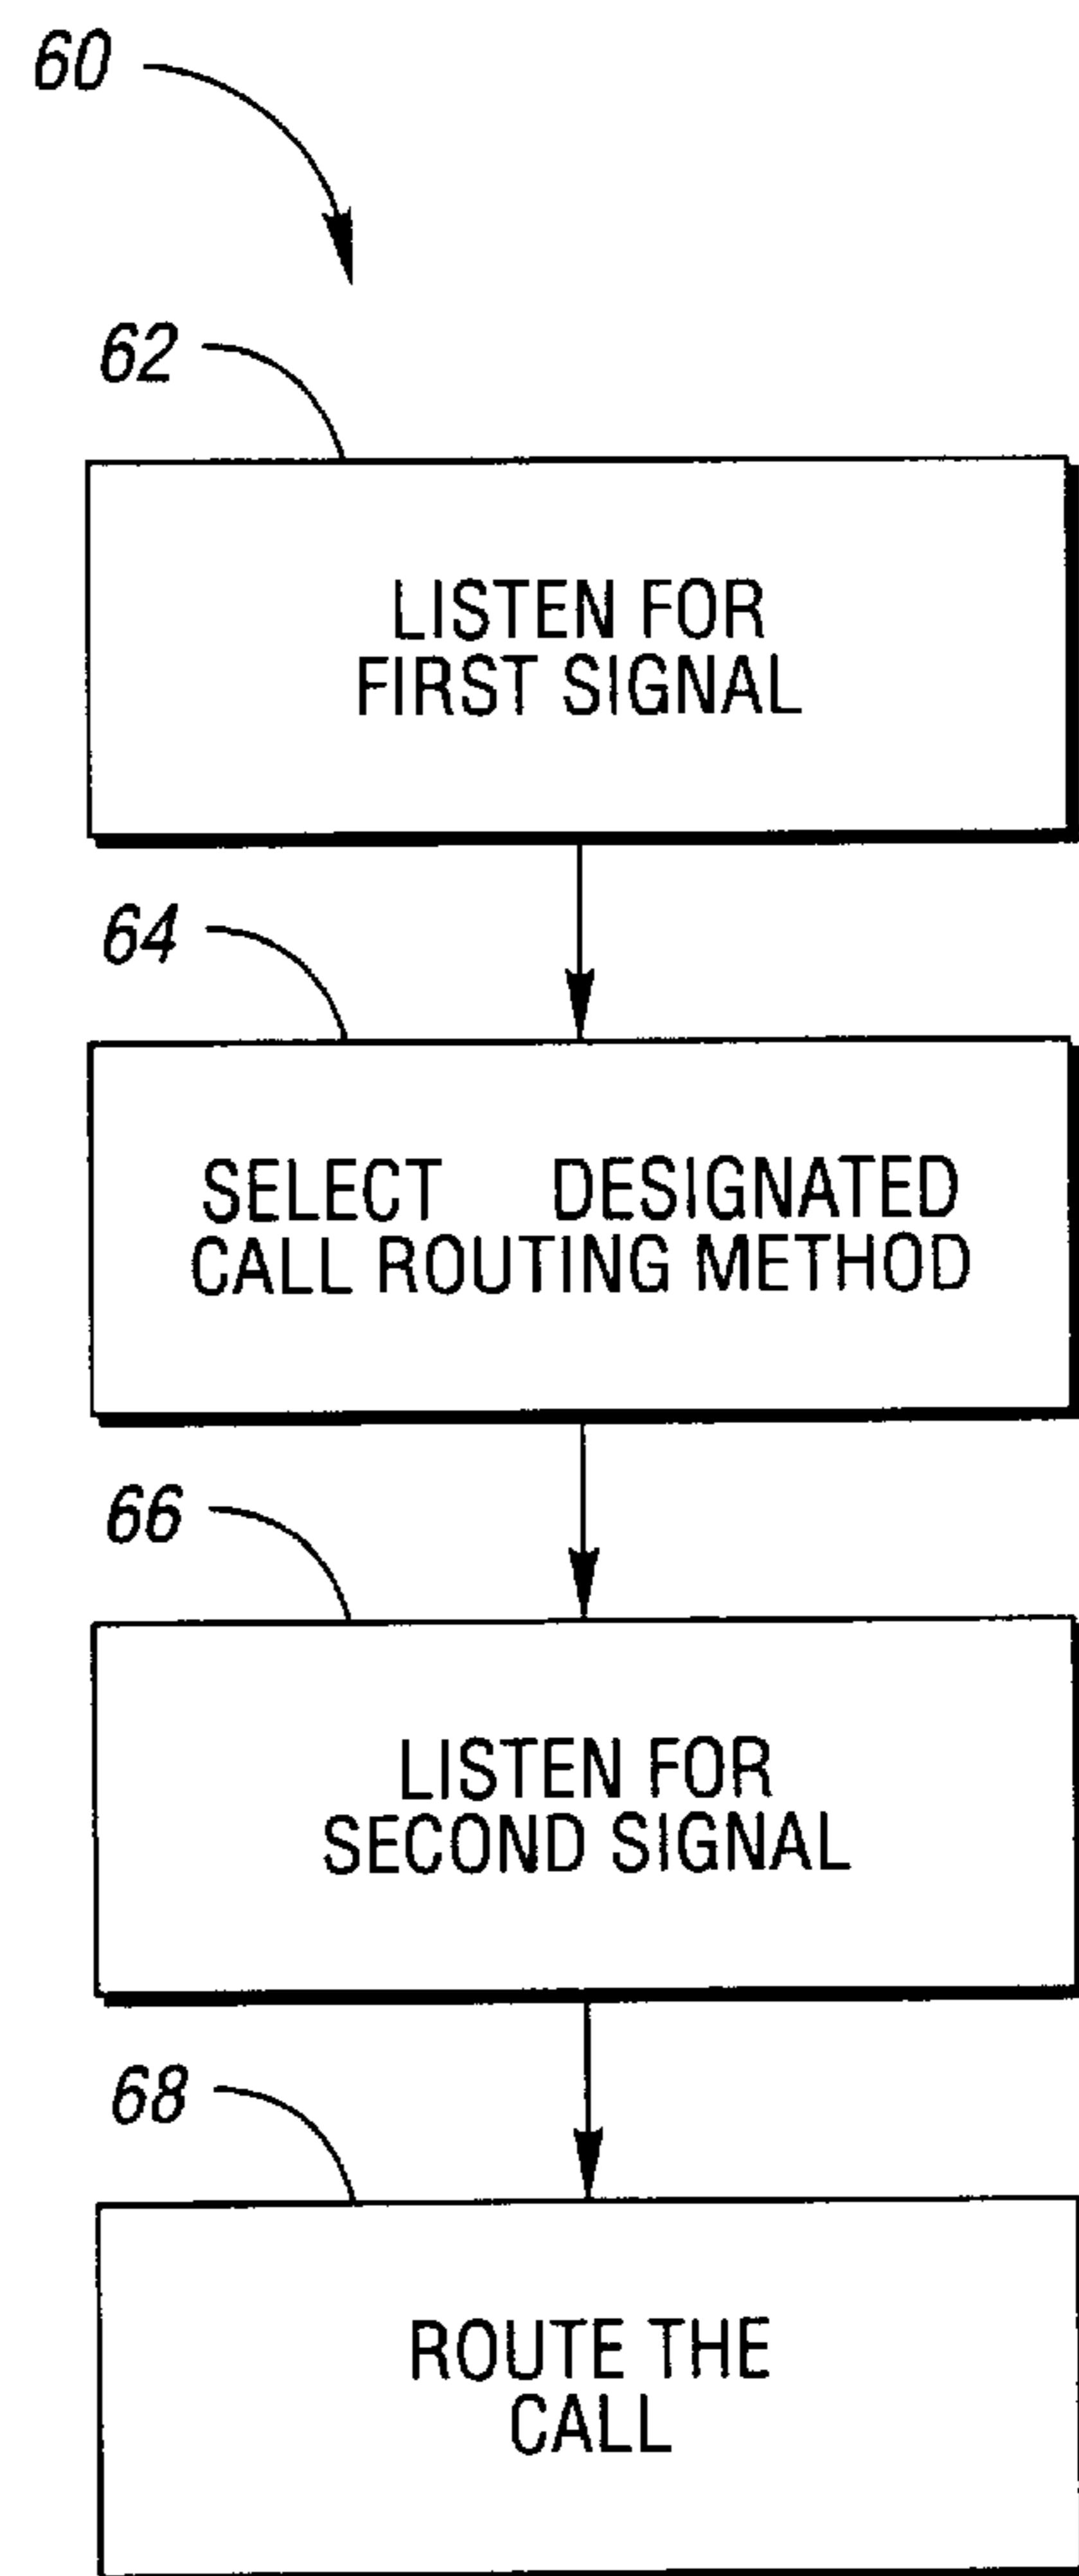 60
62
LISTEN FOR
FIRST SIGNAL
64
SELECT DESIGNATED
CALL ROUTING METHOD
66
LISTEN FOR
SECOND SIGNAL
68
ROUTE THE
CALL